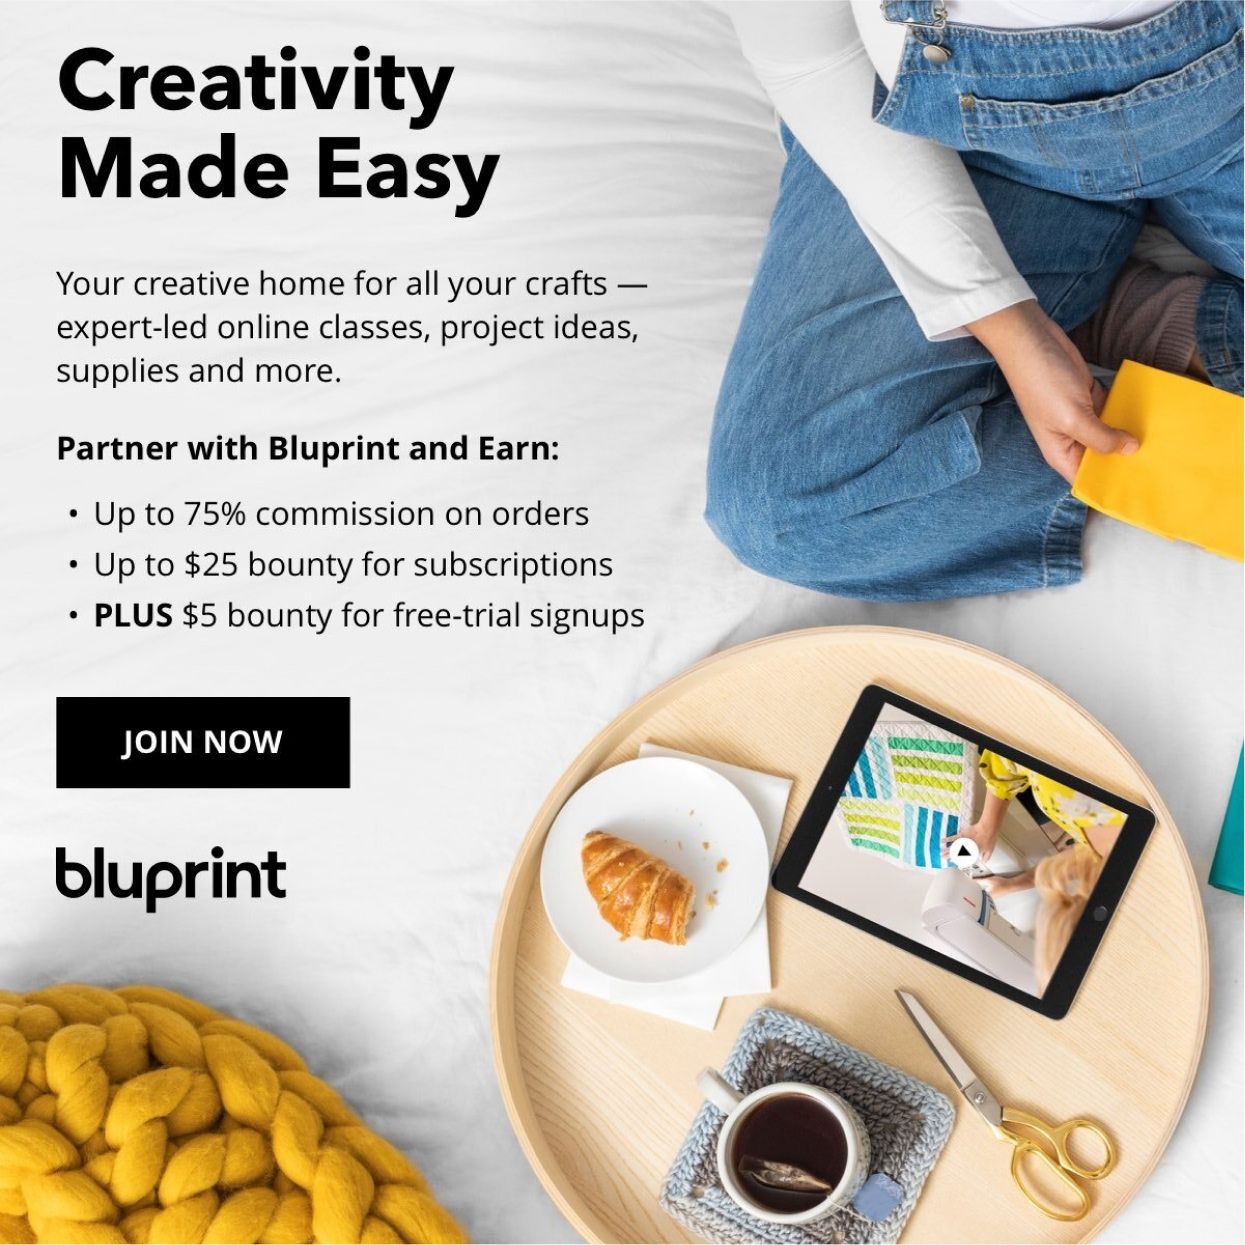 Creativity
Made Easy
Your creative home for all your crafts —
expert-led online classes, project ideas,
supplies and more.
Partner with Bluprint and Earn:
• Up to 75% commission on orders
• Up to $25 bounty for subscriptions
• PLUS $5 bounty for free-trial signups
JOIN NOW
bluprint